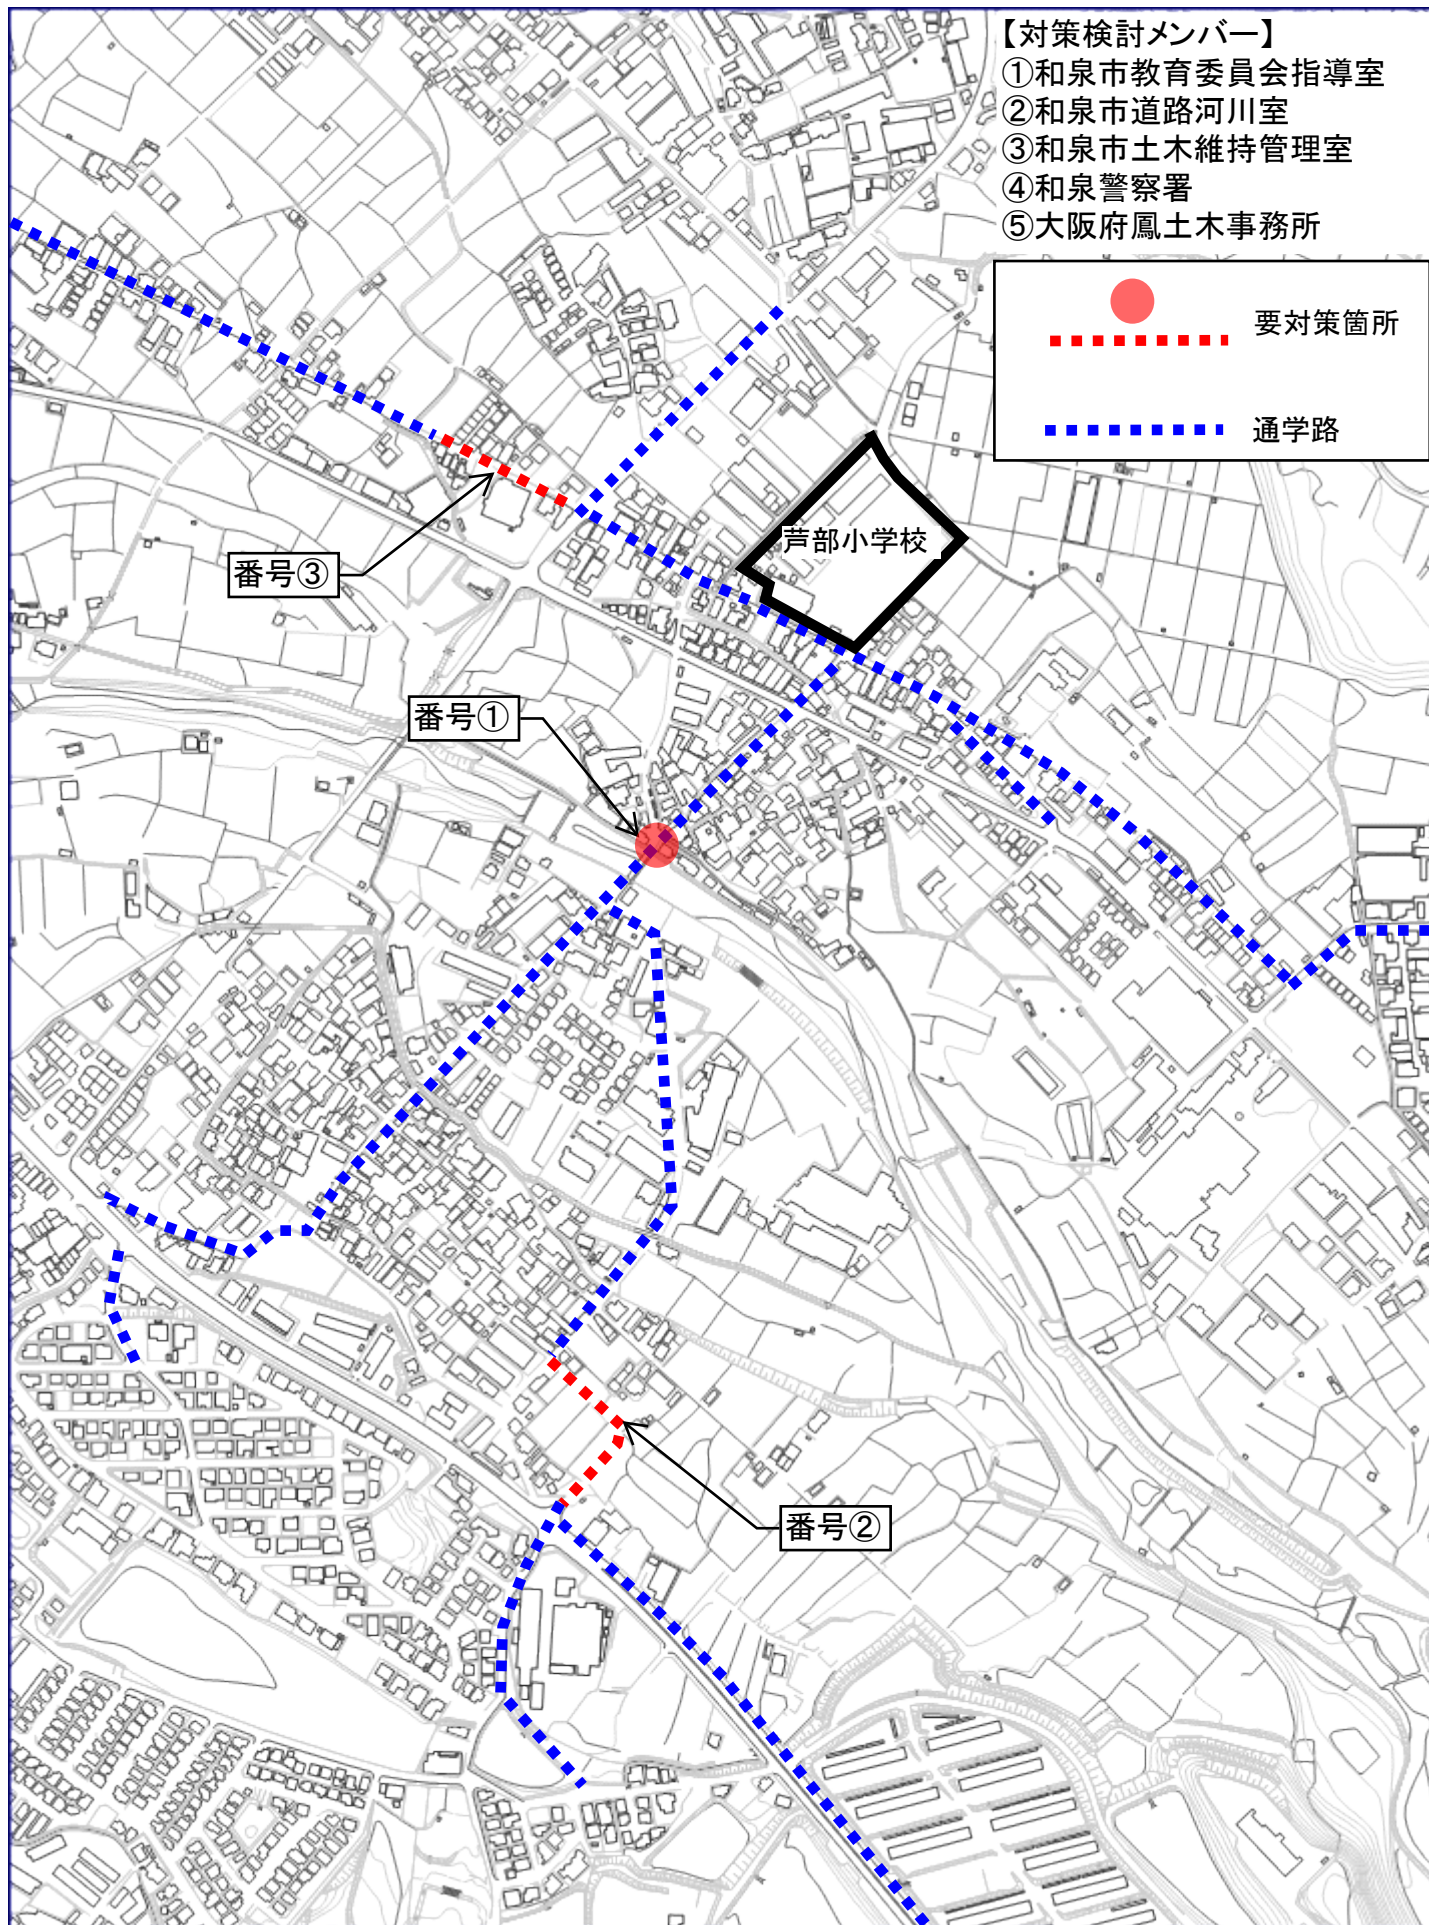 【対策検討メンバー】
①和泉市教育委員会指導室
②和泉市道路河川室
③和泉市土木維持管理室
④和泉警察署
⑤大阪府鳳土木事務所
要対策箇所
通学路
芦部小学校
番号③
番号①
番号②